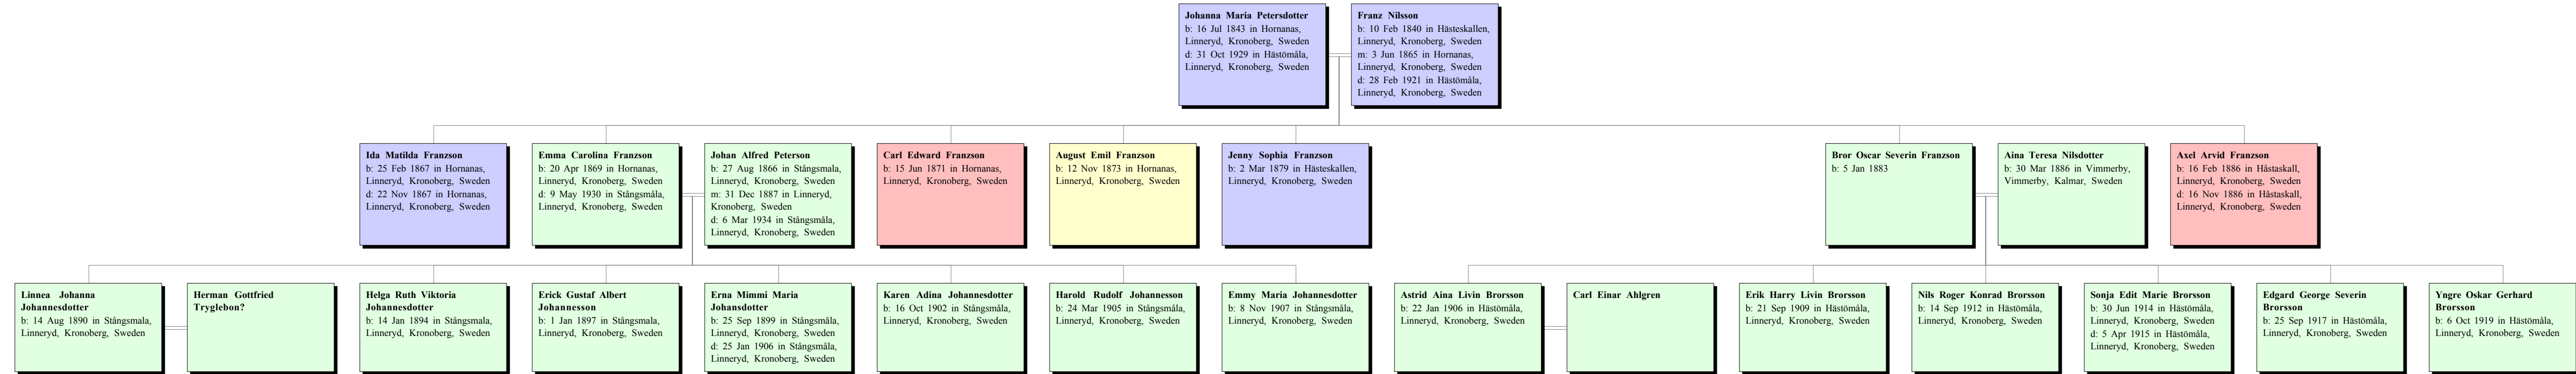 Johanna Maria Petersdotter
b: 16 Jul 1843 in Hornanas,
Linneryd, Kronoberg, Sweden
d: 31 Oct 1929 in Hästömåla,
Linneryd, Kronoberg, Sweden
Franz Nilsson
b: 10 Feb 1840 in Hästeskallen,
Linneryd, Kronoberg, Sweden
m: 3 Jun 1865 in Hornanas,
Linneryd, Kronoberg, Sweden
d: 28 Feb 1921 in Hästömåla,
Linneryd, Kronoberg, Sweden
Ida Matilda Franzson
b: 25 Feb 1867 in Hornanas,
Linneryd, Kronoberg, Sweden
d: 22 Nov 1867 in Hornanas,
Linneryd, Kronoberg, Sweden
Emma Carolina Franzson
b: 20 Apr 1869 in Hornanas,
Linneryd, Kronoberg, Sweden
d: 9 May 1930 in Stångsmåla,
Linneryd, Kronoberg, Sweden
Johan Alfred Peterson
b: 27 Aug 1866 in Stångsmala,
Linneryd, Kronoberg, Sweden
m: 31 Dec 1887 in Linneryd,
Kronoberg, Sweden
d: 6 Mar 1934 in Stångsmåla,
Linneryd, Kronoberg, Sweden
Carl Edward Franzson
b: 15 Jun 1871 in Hornanas,
Linneryd, Kronoberg, Sweden
August Emil Franzson
b: 12 Nov 1873 in Hornanas,
Linneryd, Kronoberg, Sweden
Jenny Sophia Franzson
b: 2 Mar 1879 in Hästeskallen,
Linneryd, Kronoberg, Sweden
Bror Oscar Severin Franzson
b: 5 Jan 1883
Aina Teresa Nilsdotter
b: 30 Mar 1886 in Vimmerby,
Vimmerby, Kalmar, Sweden
Axel Arvid Franzson
b: 16 Feb 1886 in Håstaskall,
Linneryd, Kronoberg, Sweden
d: 16 Nov 1886 in Håstaskall,
Linneryd, Kronoberg, Sweden
Linnea Johanna
Johannesdotter
b: 14 Aug 1890 in Stångsmala,
Linneryd, Kronoberg, Sweden
Herman Gottfried
Tryglebon?
Helga Ruth Viktoria
Johannesdotter
b: 14 Jan 1894 in Stångsmala,
Linneryd, Kronoberg, Sweden
Erick Gustaf Albert
Johannesson
b: 1 Jan 1897 in Stångsmala,
Linneryd, Kronoberg, Sweden
Erna Mimmi Maria
Johansdotter
b: 25 Sep 1899 in Stångsmåla,
Linneryd, Kronoberg, Sweden
d: 25 Jan 1906 in Stångsmåla,
Linneryd, Kronoberg, Sweden
Karen Adina Johannesdotter
b: 16 Oct 1902 in Stångsmåla,
Linneryd, Kronoberg, Sweden
Harold Rudolf Johannesson
b: 24 Mar 1905 in Stångsmåla,
Linneryd, Kronoberg, Sweden
Emmy Maria Johannesdotter
b: 8 Nov 1907 in Stångsmåla,
Linneryd, Kronoberg, Sweden
Astrid Aina Livin Brorsson
b: 22 Jan 1906 in Hästömåla,
Linneryd, Kronoberg, Sweden
Carl Einar Ahlgren
Erik Harry Livin Brorsson
b: 21 Sep 1909 in Hästömåla,
Linneryd, Kronoberg, Sweden
Nils Roger Konrad Brorsson
b: 14 Sep 1912 in Hästömåla,
Linneryd, Kronoberg, Sweden
Sonja Edit Marie Brorsson
b: 30 Jun 1914 in Hästömåla,
Linneryd, Kronoberg, Sweden
d: 5 Apr 1915 in Hästömåla,
Linneryd, Kronoberg, Sweden
Edgard George Severin
Brorsson
b: 25 Sep 1917 in Hästömåla,
Linneryd, Kronoberg, Sweden
Yngre Oskar Gerhard
Brorsson
b: 6 Oct 1919 in Hästömåla,
Linneryd, Kronoberg, Sweden